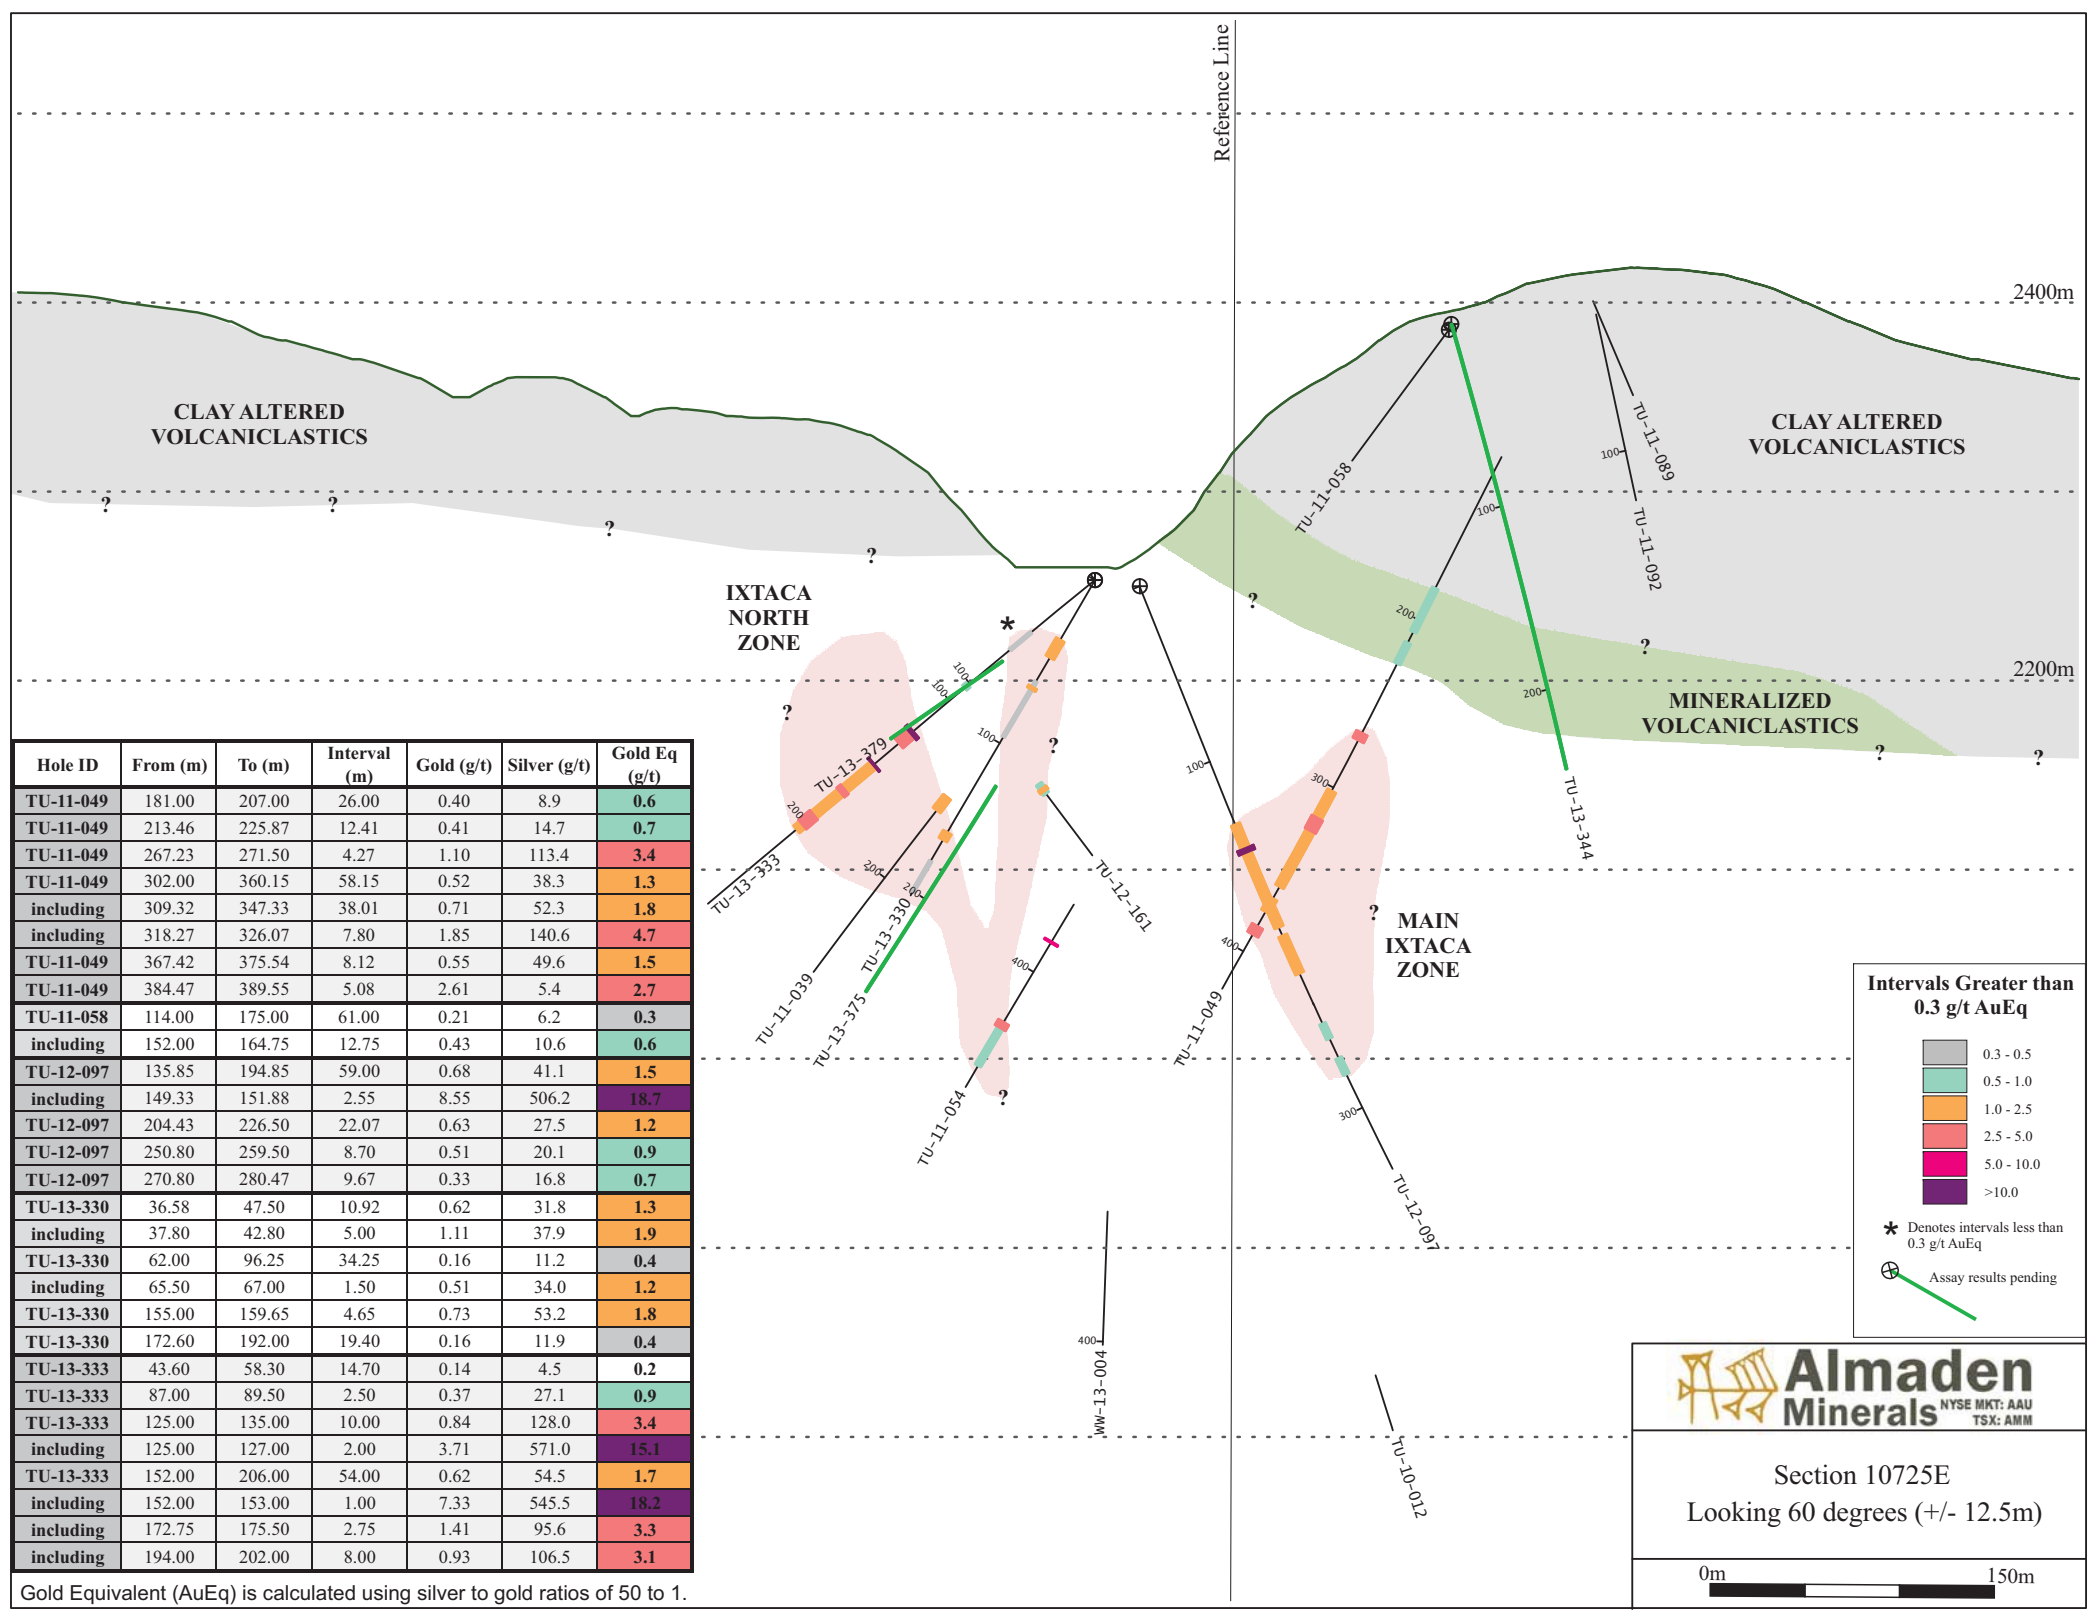 Reference Line
2400m
CLAY ALTERED
VOLCANICLASTICS
CLAY ALTERED
VOLCANICLASTICS
TU-11-058
TU-11-089
100
TU-11-092
100
?
?
?
?
?
?
IXTACA
NORTH
ZONE
*
200
2200m
MINERALIZED
VOLCANICLASTICS
200
?
?
?
?
100
100
100
100
300
TU-13-379
200
TU-13-333
200
200
TU-13-330
TU-11-039
TU-13-375
TU-12-161
TU-13-344
400
TU-11-054
?
400
TU-11-049
?
MAIN
IXTACA
ZONE
300
TU-12-097
400
WW-13-004
TU-10-012
Hole ID From (m) To (m) Interval (m) Gold (g/t) Silver (g/t) Gold Eq (g/t)
TU-11-049 181.00 207.00 26.00 0.40 8.9 0.6
TU-11-049 213.46 225.87 12.41 0.41 14.7 0.7
TU-11-049 267.23 271.50 4.27 1.10 113.4 3.4
TU-11-049 302.00 360.15 58.15 0.52 38.3 1.3
including 309.32 347.33 38.01 0.71 52.3 1.8
including 318.27 326.07 7.80 1.85 140.6 4.7
TU-11-049 367.42 375.54 8.12 0.55 49.6 1.5
TU-11-049 384.47 389.55 5.08 2.61 5.4 2.7
TU-11-058 114.00 175.00 61.00 0.21 6.2 0.3
including 152.00 164.75 12.75 0.43 10.6 0.6
TU-12-097 135.85 194.85 59.00 0.68 41.1 1.5
including 149.33 151.88 2.55 8.55 506.2 18.7
TU-12-097 204.43 226.50 22.07 0.63 27.5 1.2
TU-12-097 250.80 259.50 8.70 0.51 20.1 0.9
TU-12-097 270.80 280.47 9.67 0.33 16.8 0.7
TU-13-330 36.58 47.50 10.92 0.62 31.8 1.3
including 37.80 42.80 5.00 1.11 37.9 1.9
TU-13-330 62.00 96.25 34.25 0.16 11.2 0.4
including 65.50 67.00 1.50 0.51 34.0 1.2
TU-13-330 155.00 159.65 4.65 0.73 53.2 1.8
TU-13-330 172.60 192.00 19.40 0.16 11.9 0.4
TU-13-333 43.60 58.30 14.70 0.14 4.5 0.2
TU-13-333 87.00 89.50 2.50 0.37 27.1 0.9
TU-13-333 125.00 135.00 10.00 0.84 128.0 3.4
including 125.00 127.00 2.00 3.71 571.0 15.1
TU-13-333 152.00 206.00 54.00 0.62 54.5 1.7
including 152.00 153.00 1.00 7.33 545.5 18.2
including 172.75 175.50 2.75 1.41 95.6 3.3
including 194.00 202.00 8.00 0.93 106.5 3.1
Gold Equivalent (AuEq) is calculated using silver to gold ratios of 50 to 1.
Intervals Greater than
0.3 g/t AuEq
0.3 - 0.5
0.5 - 1.0
1.0 - 2.5
2.5 - 5.0
5.0 - 10.0
>10.0
* Denotes intervals less than
0.3 g/t AuEq
Assay results pending
Almaden
Minerals NYSE MKT: AAU
TSX: AMM
Section 10725E
Looking 60 degrees (+/- 12.5m)
0m 150m